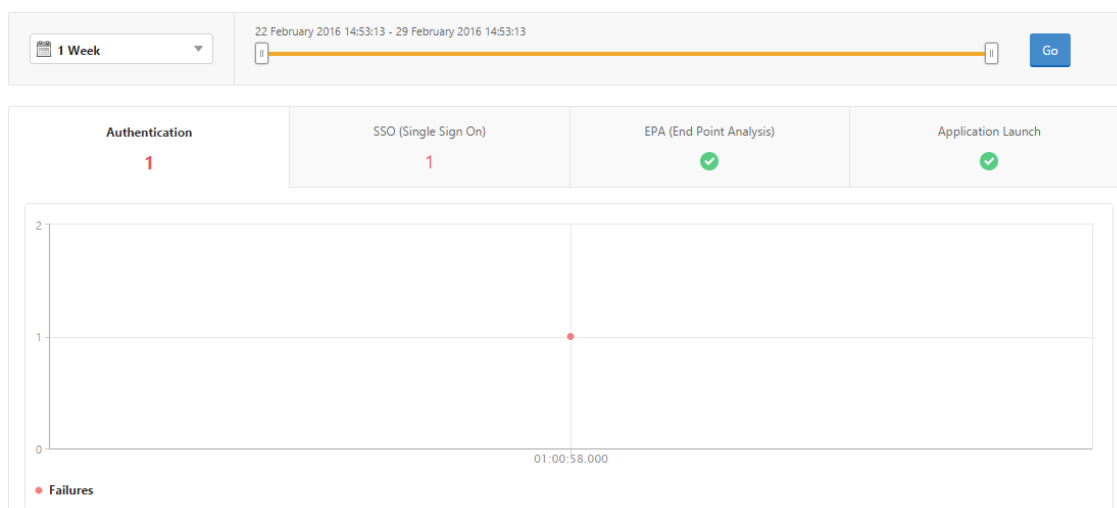 22 February 2016 14:53:13 - 29 February 2016 14:53:13
1 Week
Go
Authentication
1
SSO (Single Sign On)
1
EPA (End Point Analysis)
Application Launch
2
1
0
01:00:58.000
Failures